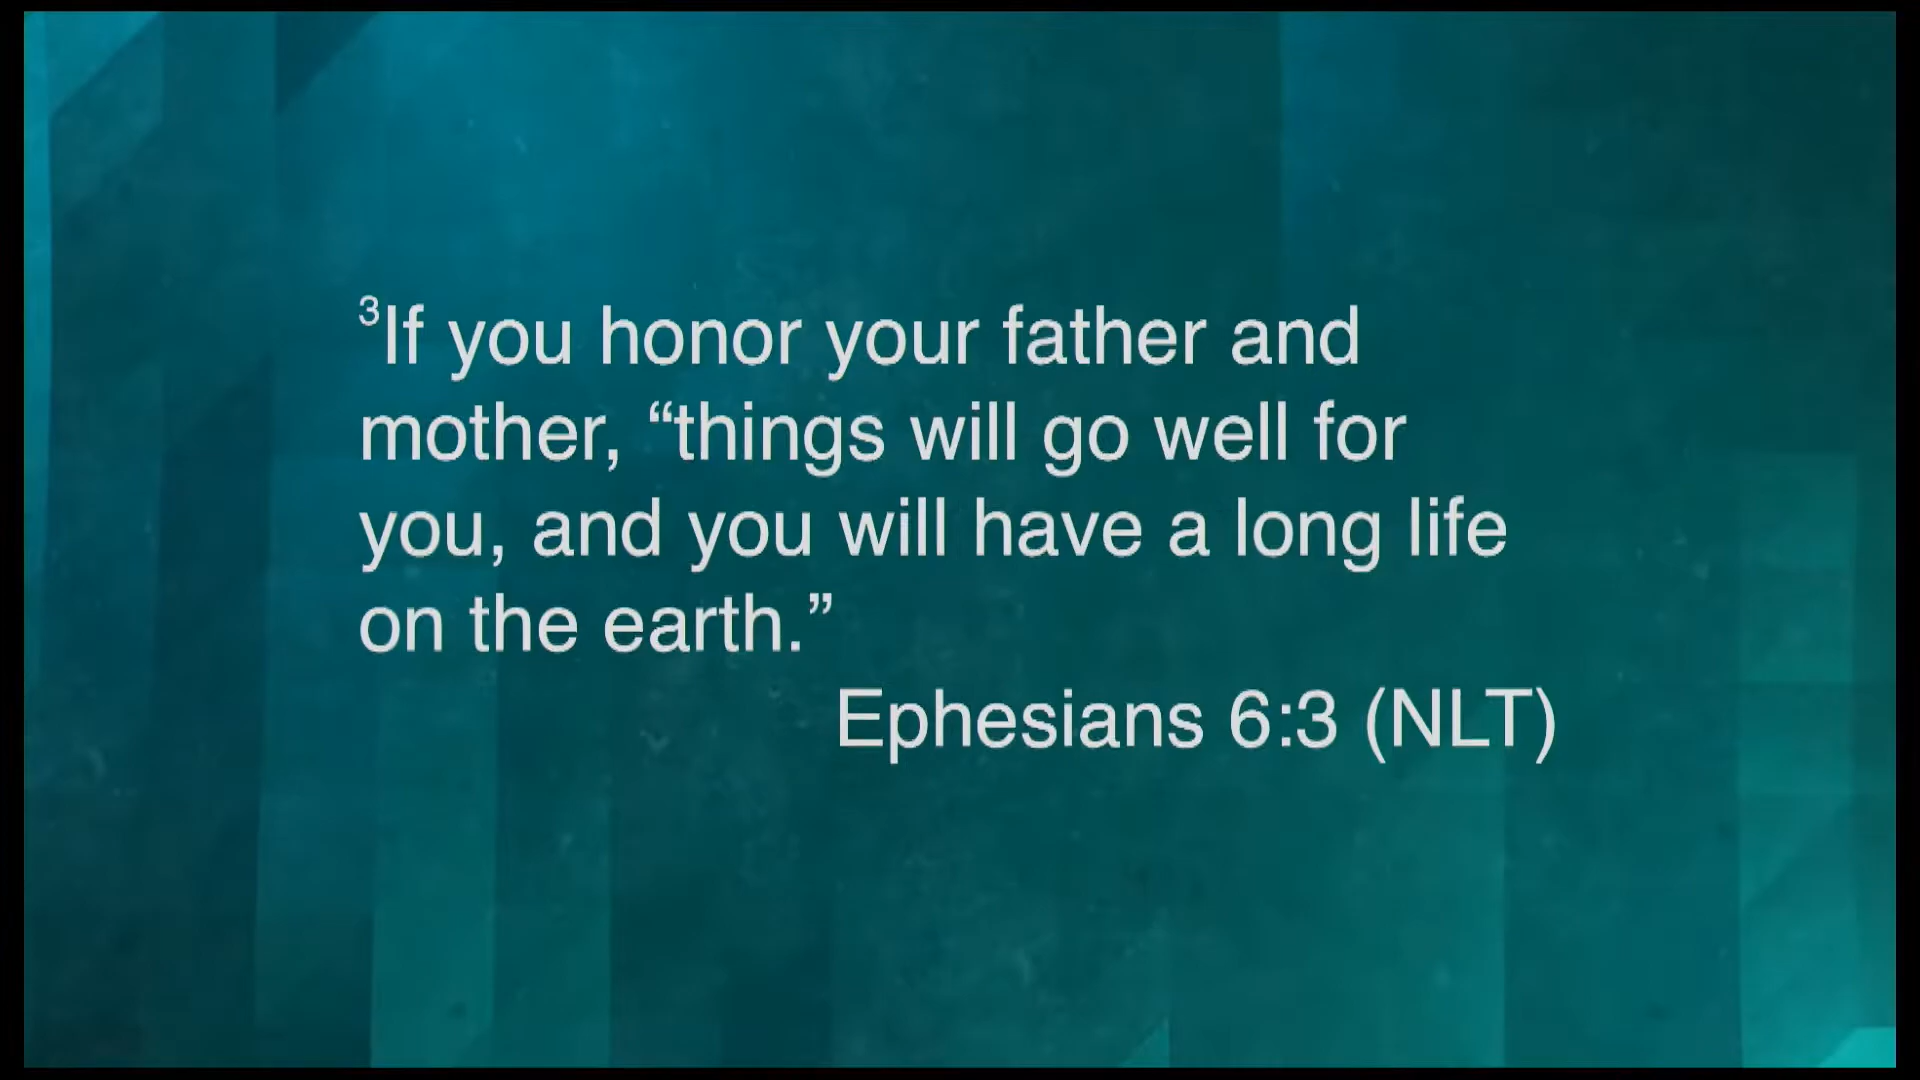 ³If you honor your father and
mother, “things will go well for
you, and you will have a long life
on the earth.”
Ephesians 6:3 (NLT)